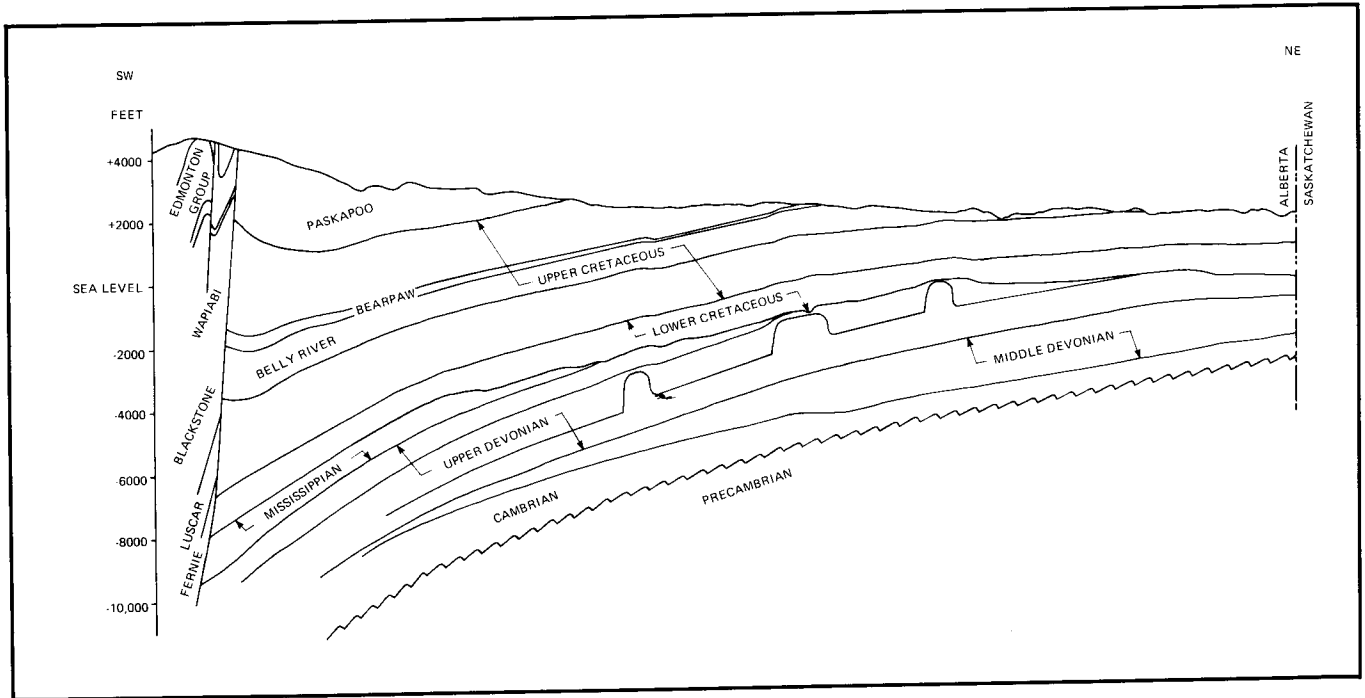 SW
NE
FEET
ALBERTA
SASKATCHEWAN
+4000
EDMONTON
GROUP
PASKAPOO
+2000
UPPER CRETACEOUS
SEA LEVEL
BEARPAW
WAPIABI
LOWER CRETACEOUS
-2000
BELLY RIVER
MIDDLE DEVONIAN
-4000
BLACKSTONE
UPPER DEVONIAN
-6000
MISSISSIPPIAN
CAMBRIAN
PRECAMBRIAN
LUSCAR
-8000
FERNIE
-10,000